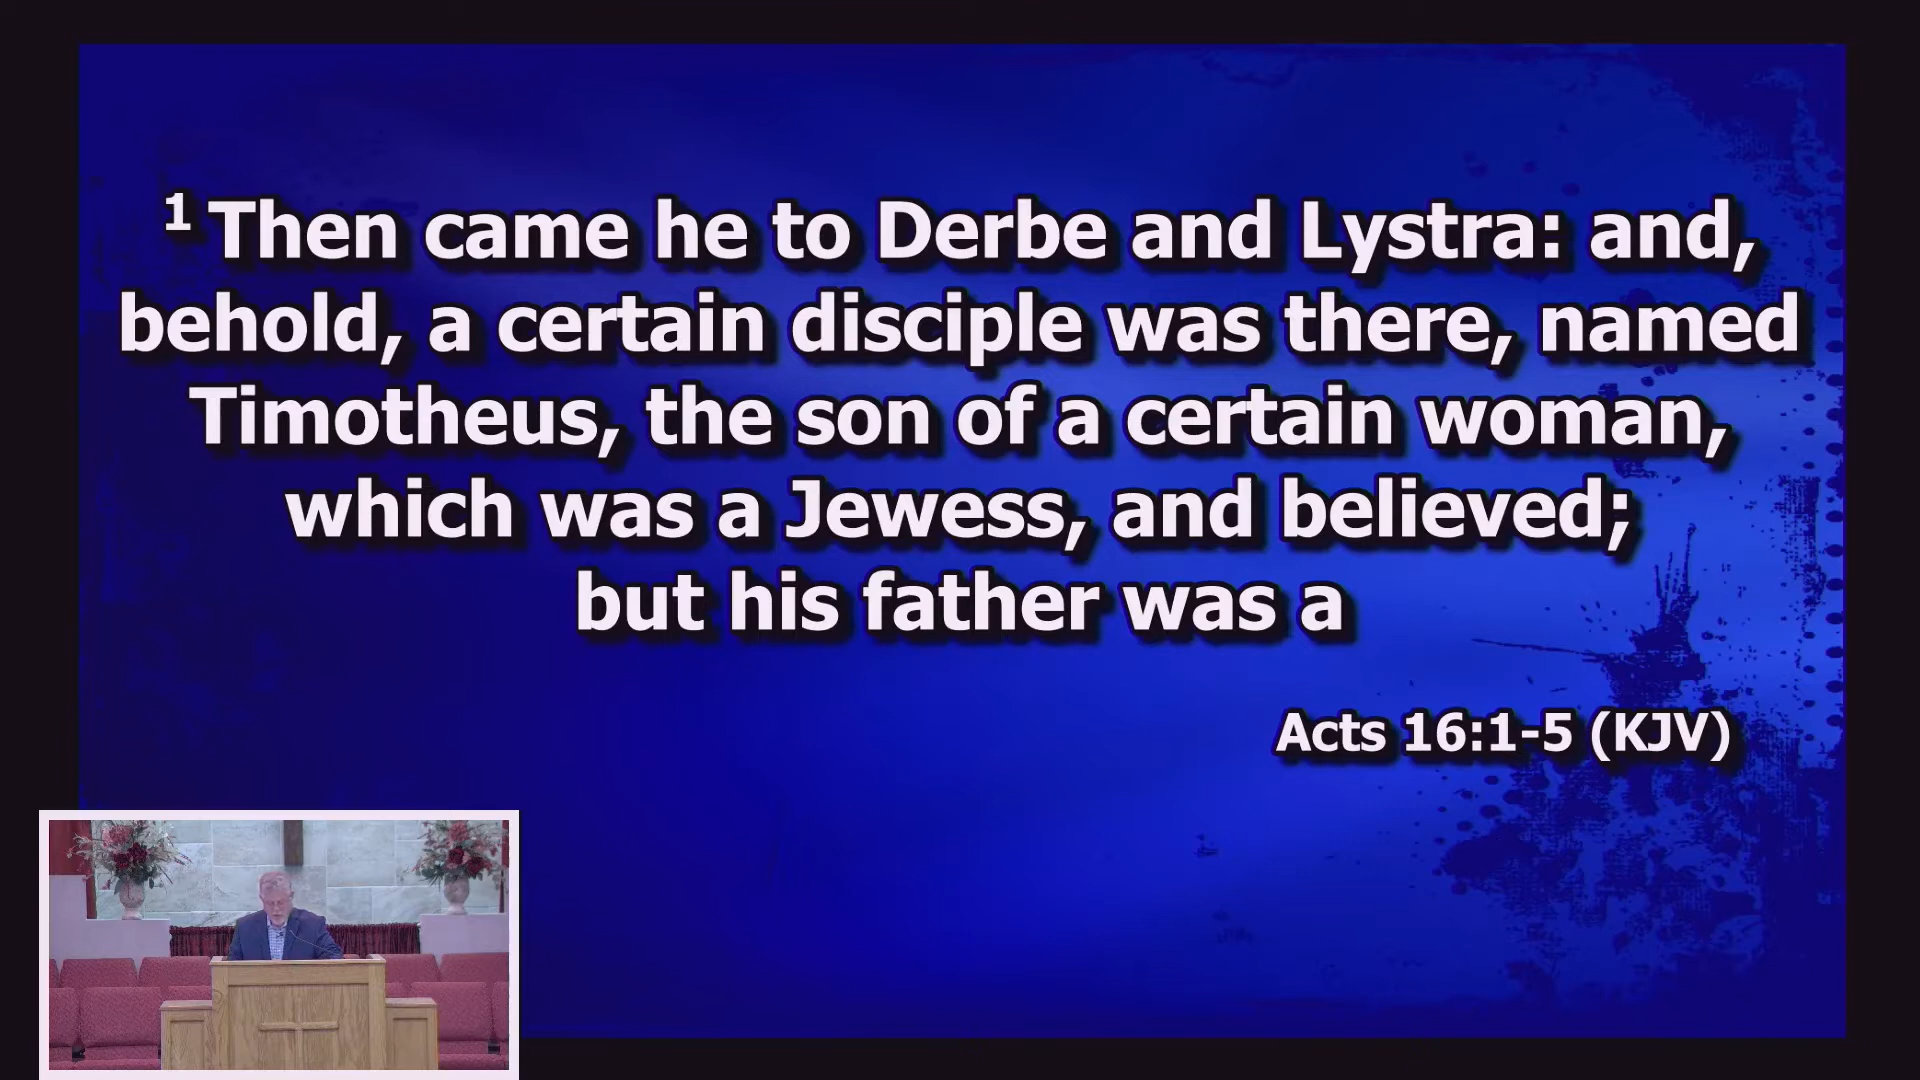 1 Then came he to Derbe and Lystra: and,
behold, a certain disciple was there, named
Timotheus, the son of a certain woman,
which was a Jewess, and believed;
but his father was a
Acts 16:1-5 (KJV)